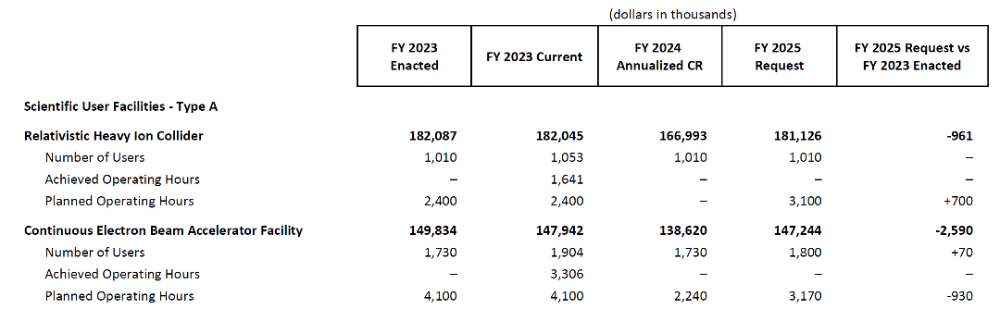 (dollars in thousands)
FY 2023 Enacted FY 2023 Current FY 2024 Annualized CR FY 2025 Request FY 2025 Request vs FY 2023 Enacted
Scientific User Facilities - Type A
Relativistic Heavy Ion Collider 182,087 182,045 166,993 181,126 -961
Number of Users 1,010 1,053 1,010 1,010 –
Achieved Operating Hours – 1,641 – – –
Planned Operating Hours 2,400 2,400 – 3,100 +700
Continuous Electron Beam Accelerator Facility 149,834 147,942 138,620 147,244 -2,590
Number of Users 1,730 1,904 1,730 1,800 +70
Achieved Operating Hours – 3,306 – – –
Planned Operating Hours 4,100 4,100 2,240 3,170 -930